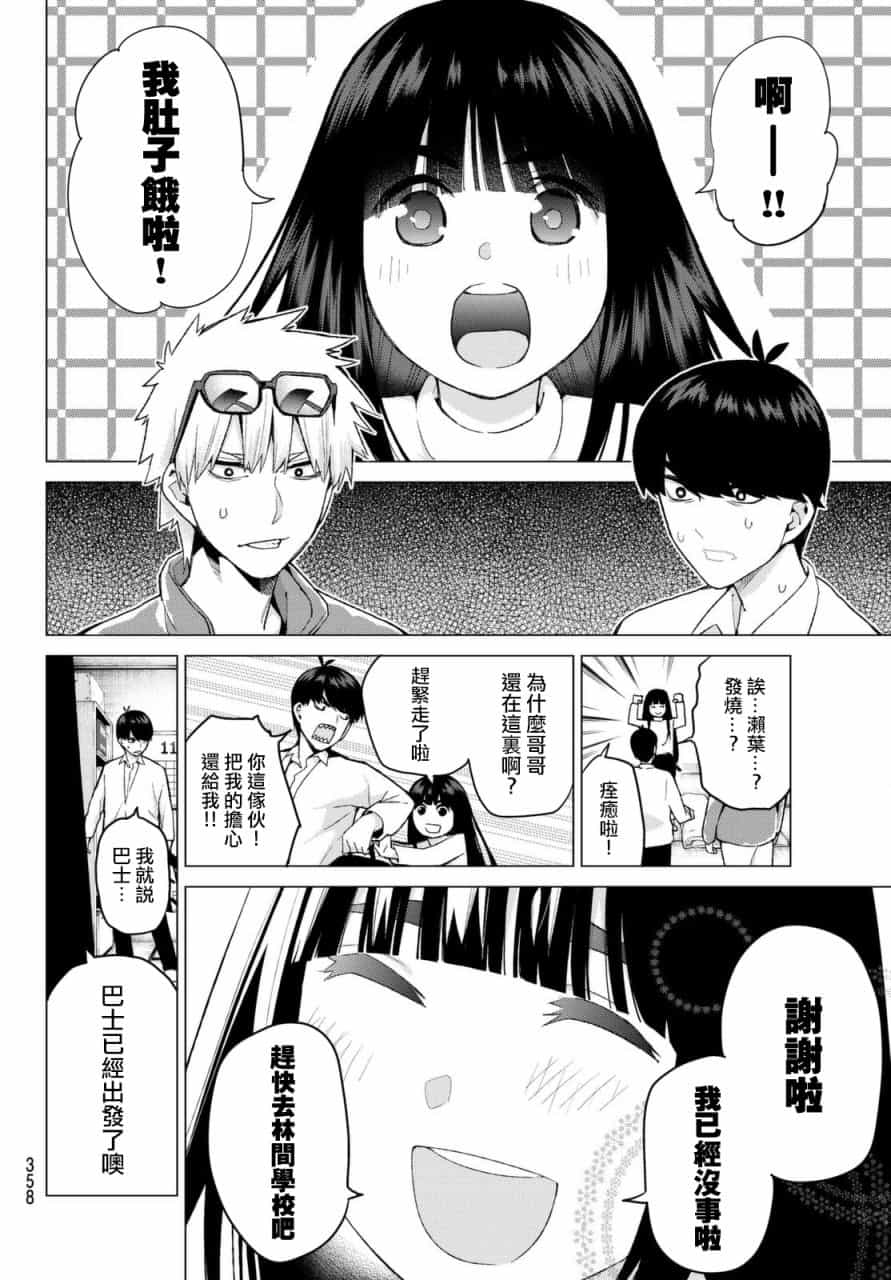 啊—!!
我肚子餓啦！
誒…瀨葉…?
發燒…?
痊癒啦！
為什麼哥哥
還在這裏啊?
趕緊走了啦
你這傢伙！
把我的擔心
還給我!!
11
我就説
巴士…
謝謝啦
我已經沒事啦
趕快去林間學校吧
巴士已經出發了噢
358